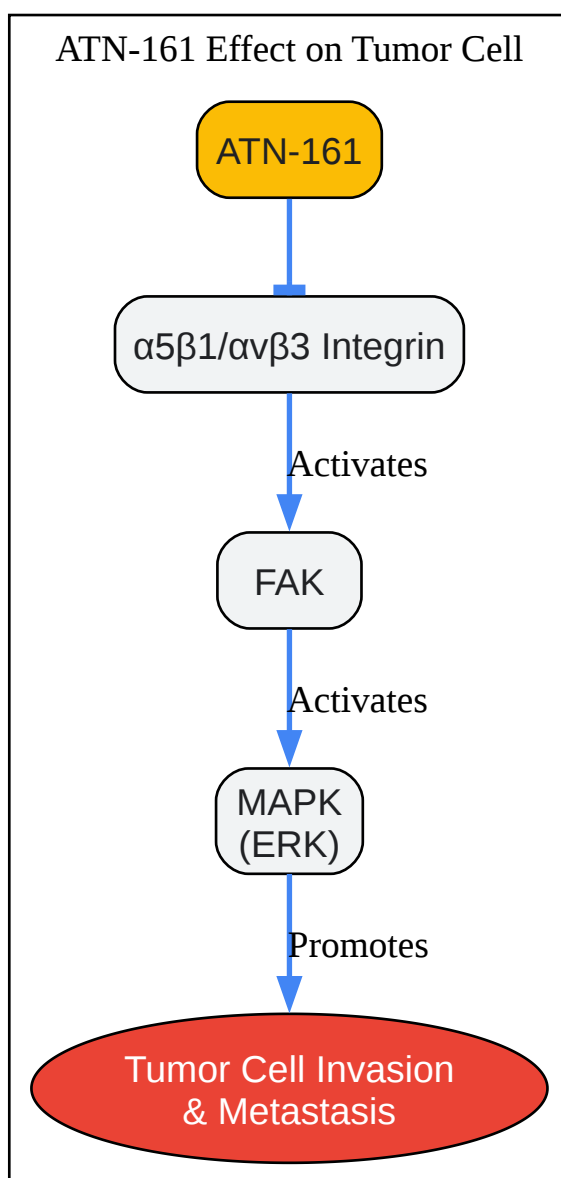 ATN-161 Effect on Tumor Cell
ATN-161
α5β1/αvβ3 Integrin
Activates
FAK
Activates
MAPK
(ERK)
Promotes
Tumor Cell Invasion
& Metastasis